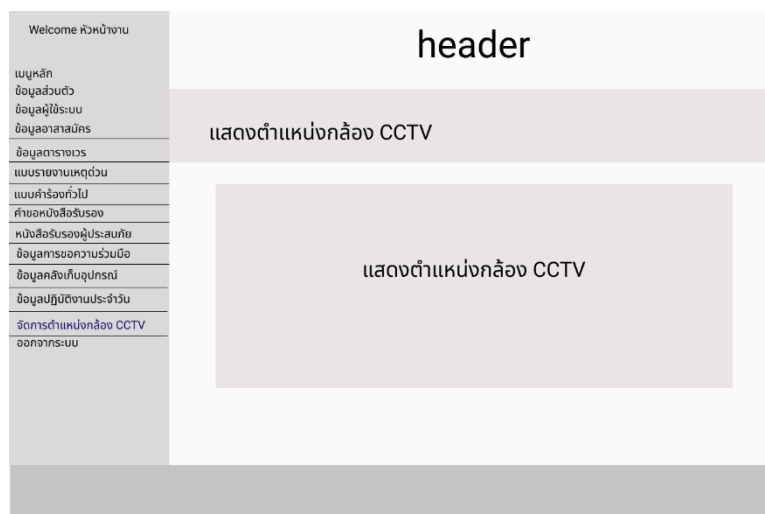 Welcome หัวหน้างาน
เมนูหลัก
ข้อมูลส่วนตัว
ข้อมูลผู้ใช้ระบบ
ข้อมูลอาสาสมัคร
ข้อมูลตารางเวร
แบบรายงานเหตุด่วน
แบบคำร้องทั่วไป
คำขอหนังสือรับรอง
หนังสือรับรองผู้ประสบภัย
ข้อมูลการขอความร่วมมือ
ข้อมูลคลังเก็บอุปกรณ์
ข้อมูลปฏิบัติงานประจำวัน
จัดการตำแหน่งกล้อง CCTV
ออกจากระบบ
header
แสดงตำแหน่งกล้อง CCTV
แสดงตำแหน่งกล้อง CCTV